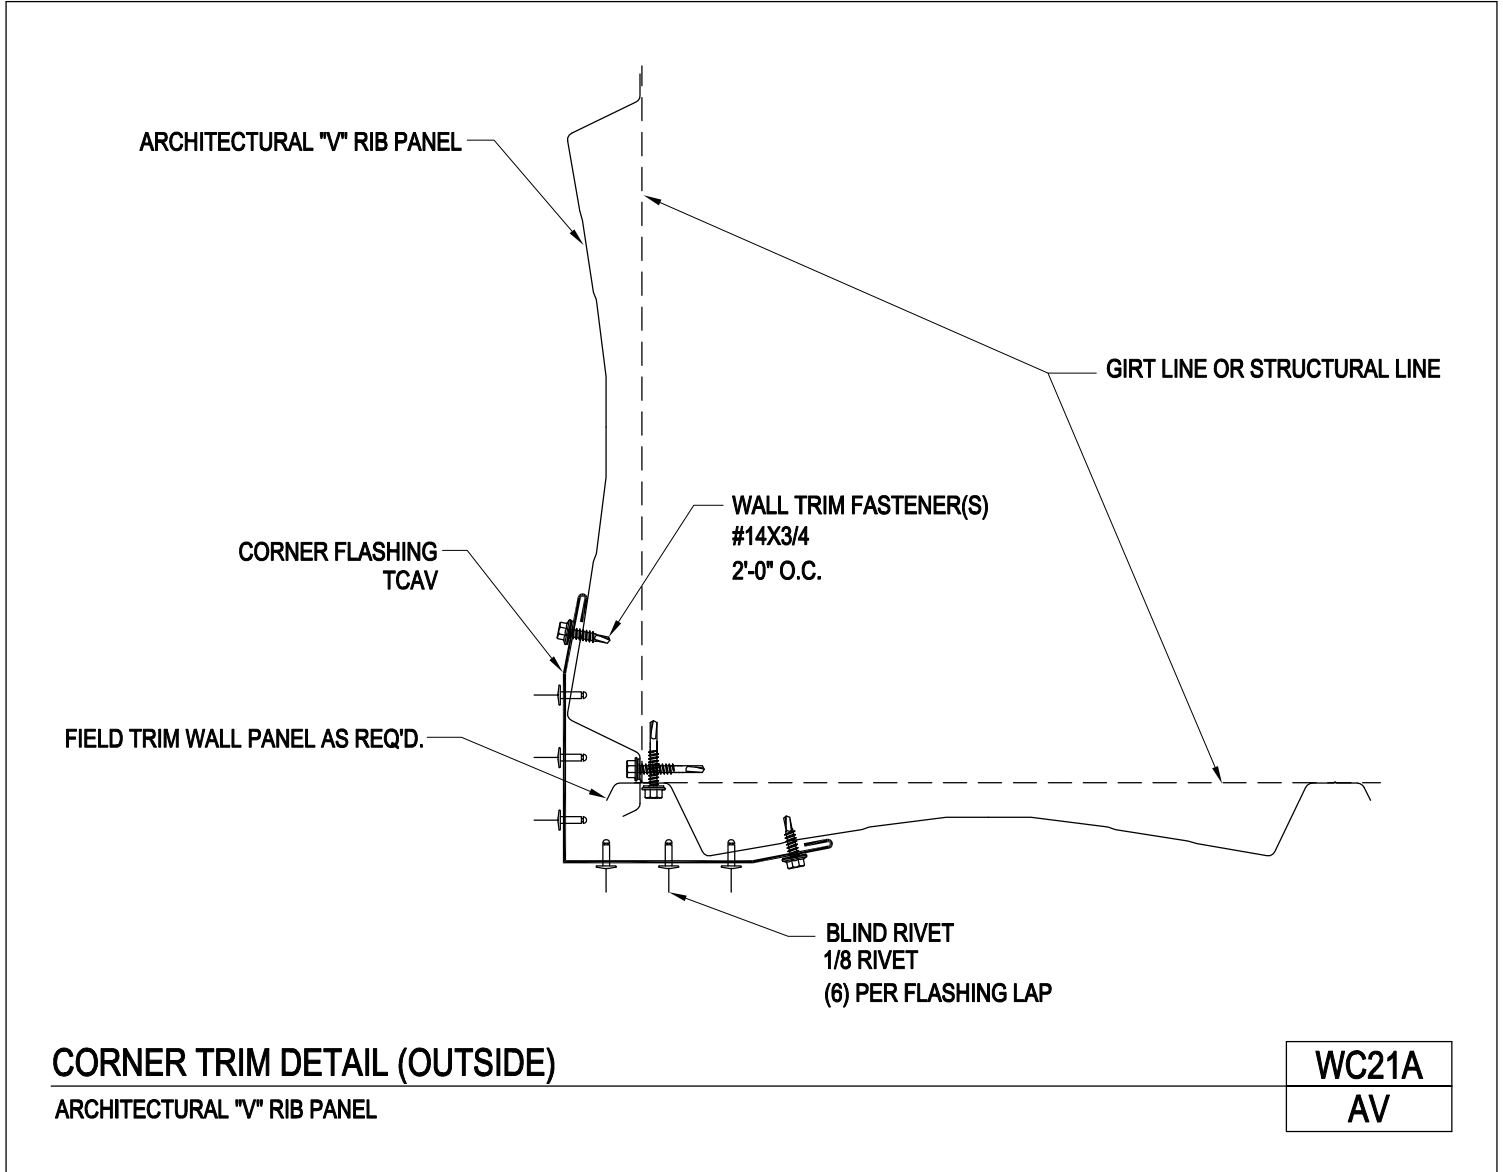 ARCHITECTURAL "V" RIB PANEL
GIRT LINE OR STRUCTURAL LINE
WALL TRIM FASTENER(S)
#14X3/4
2'-0" O.C.
CORNER FLASHING
TCAV
FIELD TRIM WALL PANEL AS REQ'D.
BLIND RIVET
1/8 RIVET
(6) PER FLASHING LAP
CORNER TRIM DETAIL (OUTSIDE)
ARCHITECTURAL "V" RIB PANEL
WC21A
AV